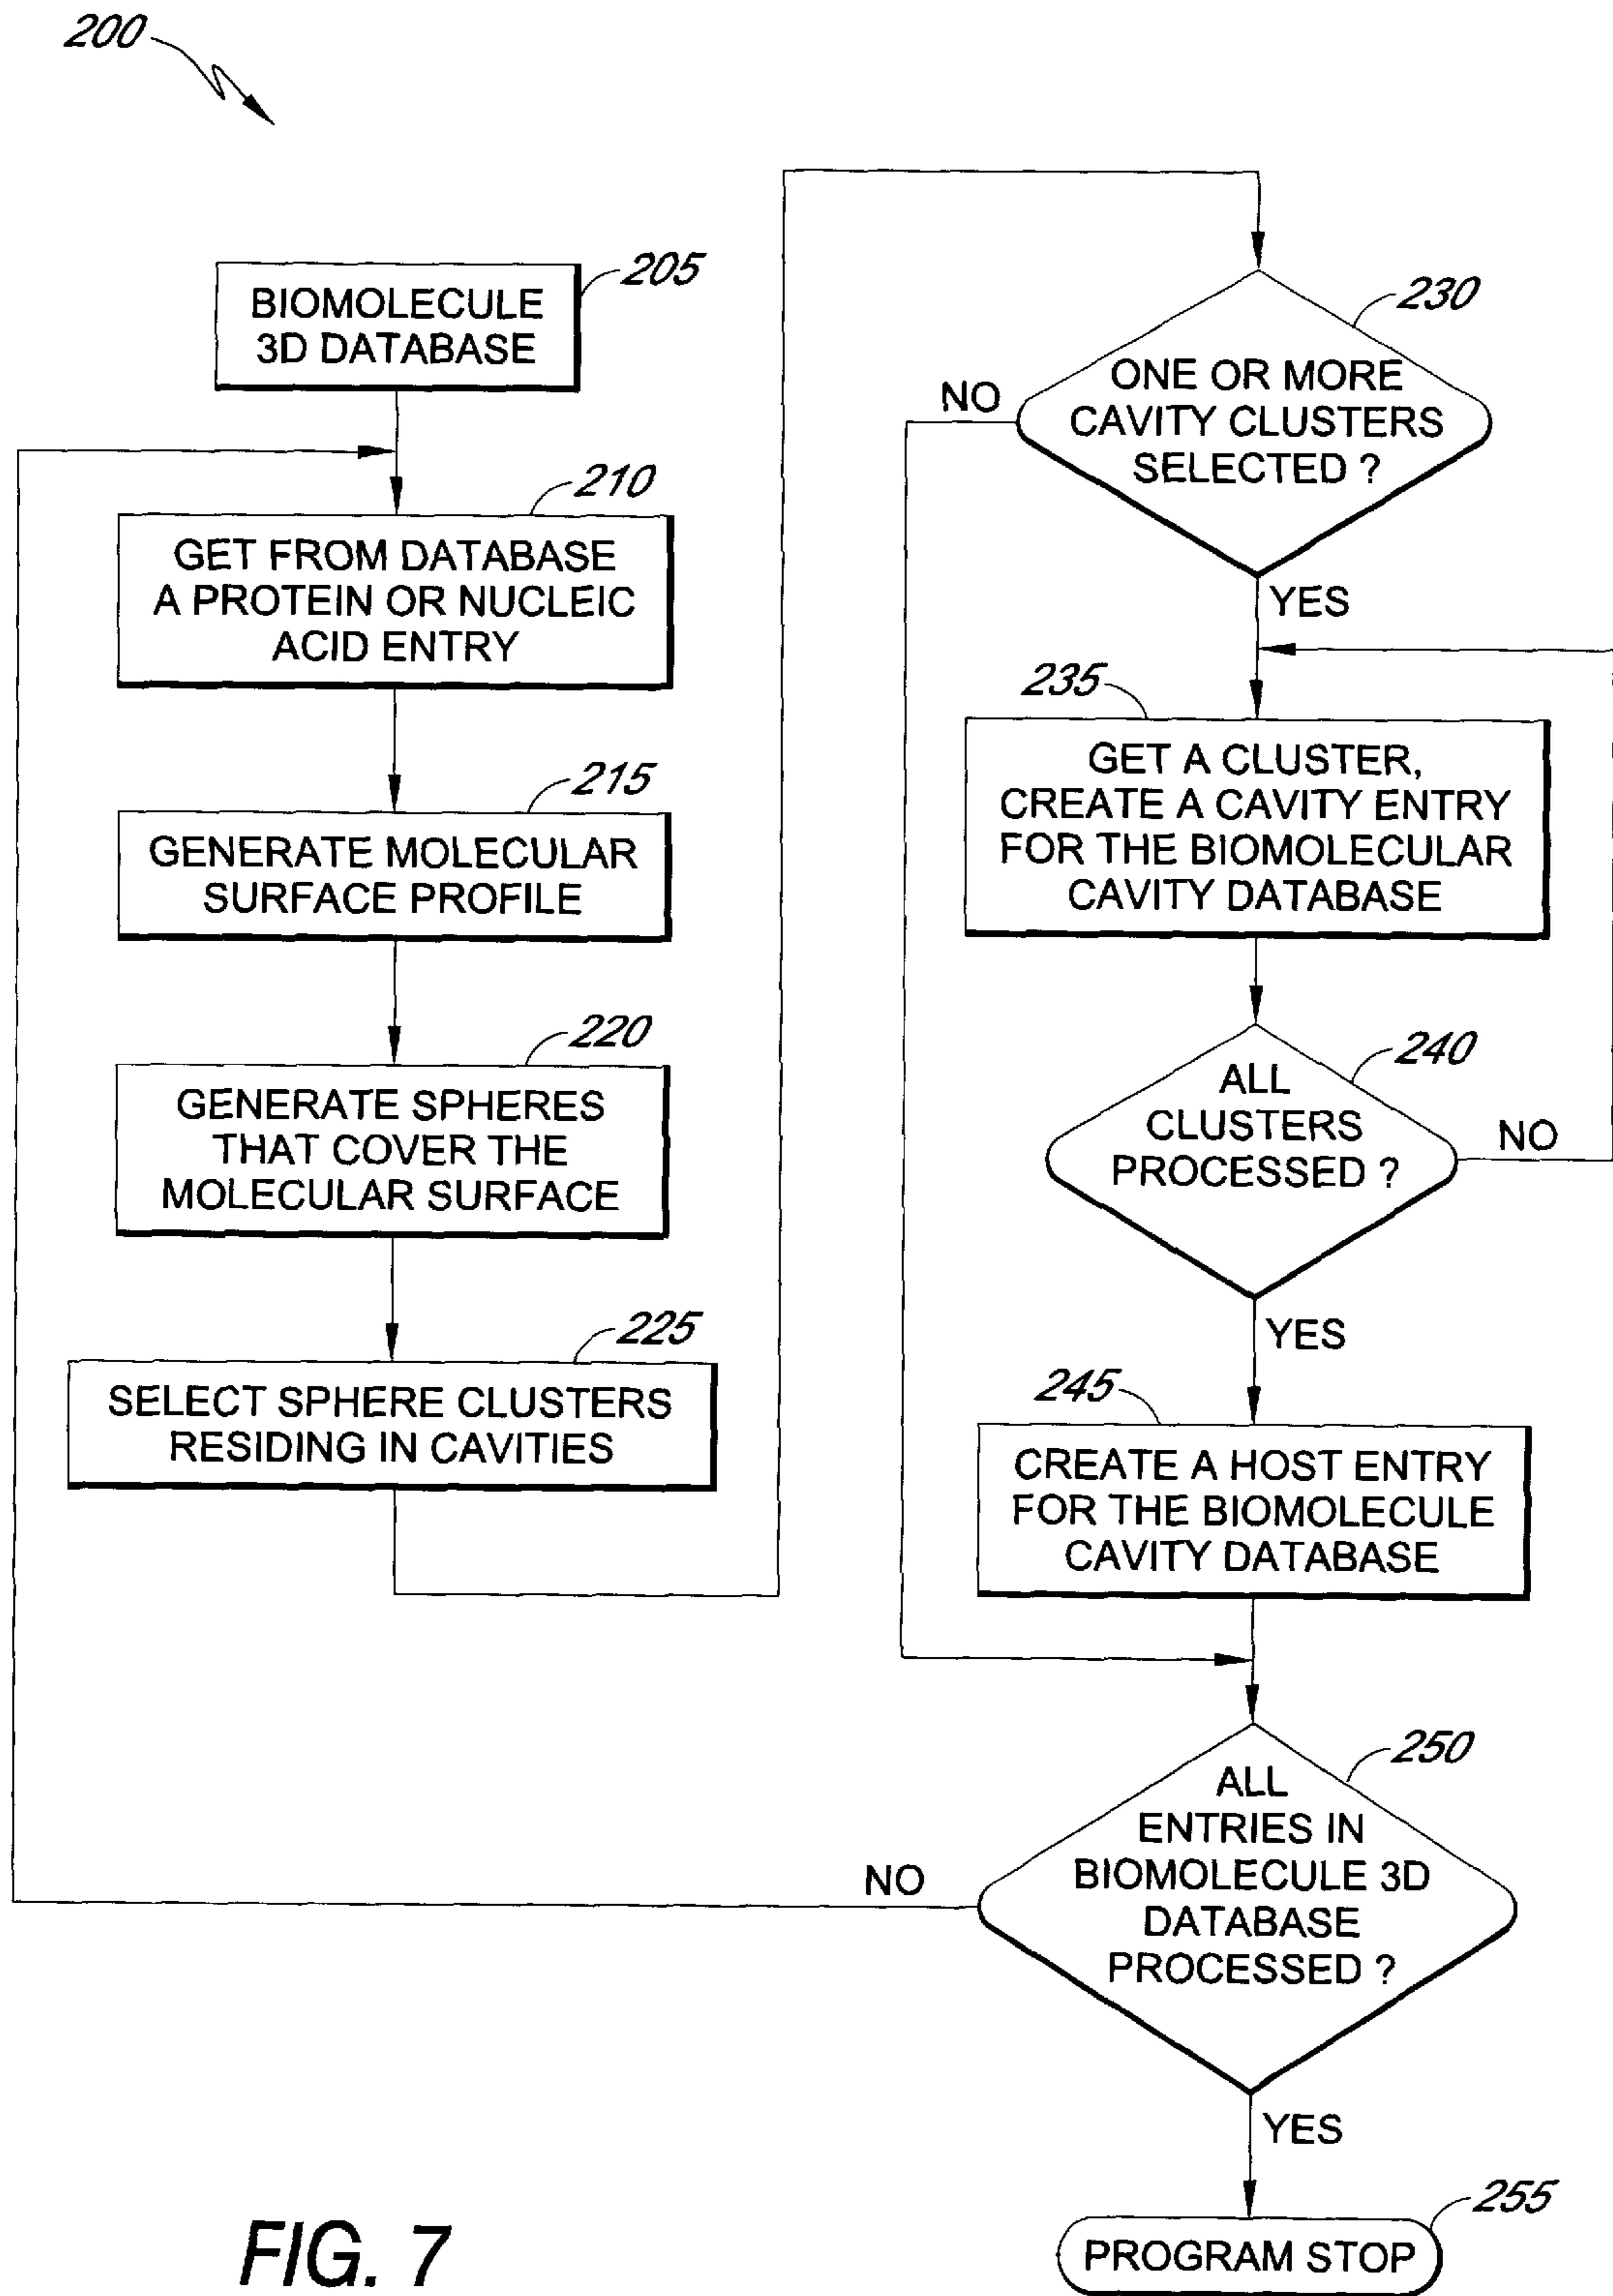 200
205
BIOMOLECULE
3D DATABASE
210
GET FROM DATABASE
A PROTEIN OR NUCLEIC
ACID ENTRY
215
GENERATE MOLECULAR
SURFACE PROFILE
220
GENERATE SPHERES
THAT COVER THE
MOLECULAR SURFACE
225
SELECT SPHERE CLUSTERS
RESIDING IN CAVITIES
230
ONE OR MORE
CAVITY CLUSTERS
SELECTED ?
NO
YES
235
GET A CLUSTER,
CREATE A CAVITY ENTRY
FOR THE BIOMOLECULAR
CAVITY DATABASE
240
ALL
CLUSTERS
PROCESSED ?
NO
YES
245
CREATE A HOST ENTRY
FOR THE BIOMOLECULE
CAVITY DATABASE
250
ALL
ENTRIES IN
BIOMOLECULE 3D
DATABASE
PROCESSED ?
NO
YES
255
PROGRAM STOP
FIG. 7